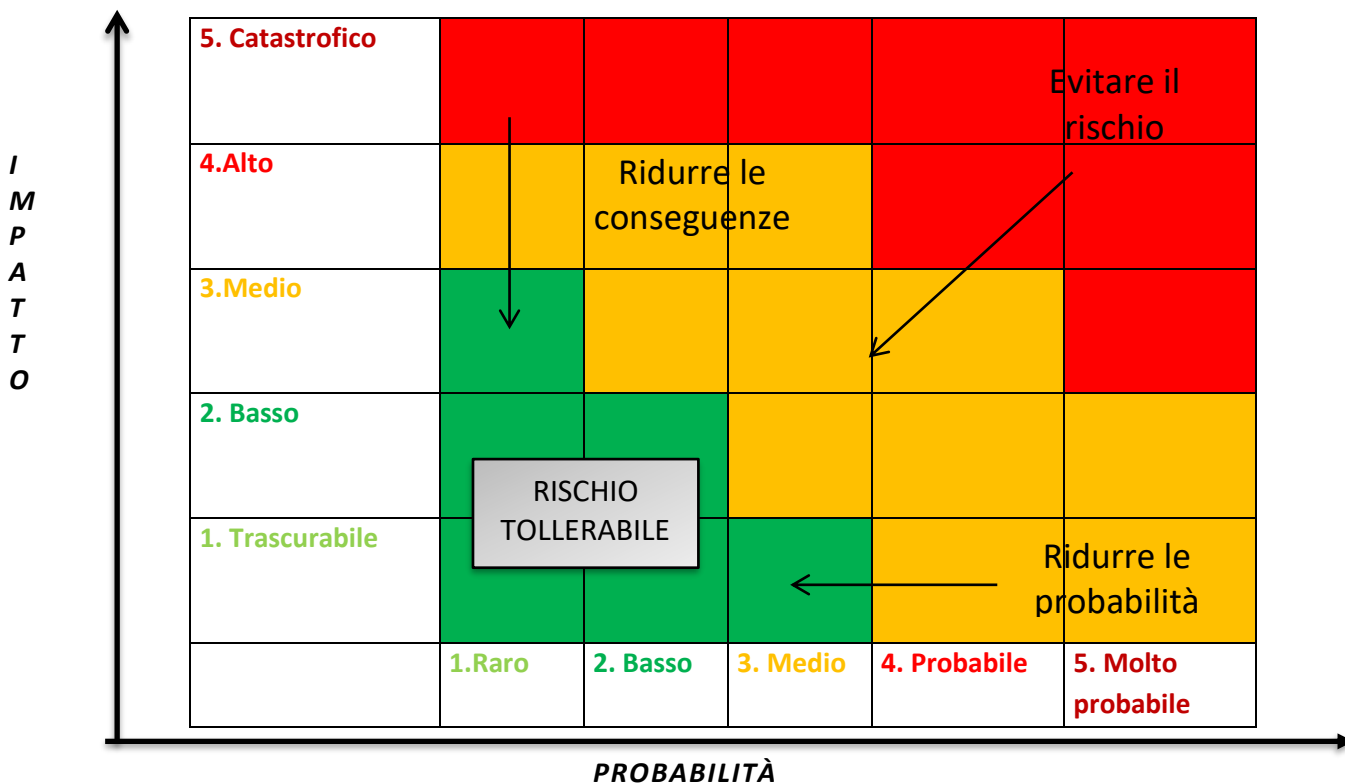 5. Catastrofico
Evitare il
rischio
4.Alto
Ridurre le
conseguenze
I
M
P
A
T
T
O
3.Medio
2. Basso
RISCHIO
TOLLERABILE
1. Trascurabile
Ridurre le
probabilità
1.Raro
2. Basso
3. Medio
4. Probabile
5. Molto
probabile
PROBABILITÀ